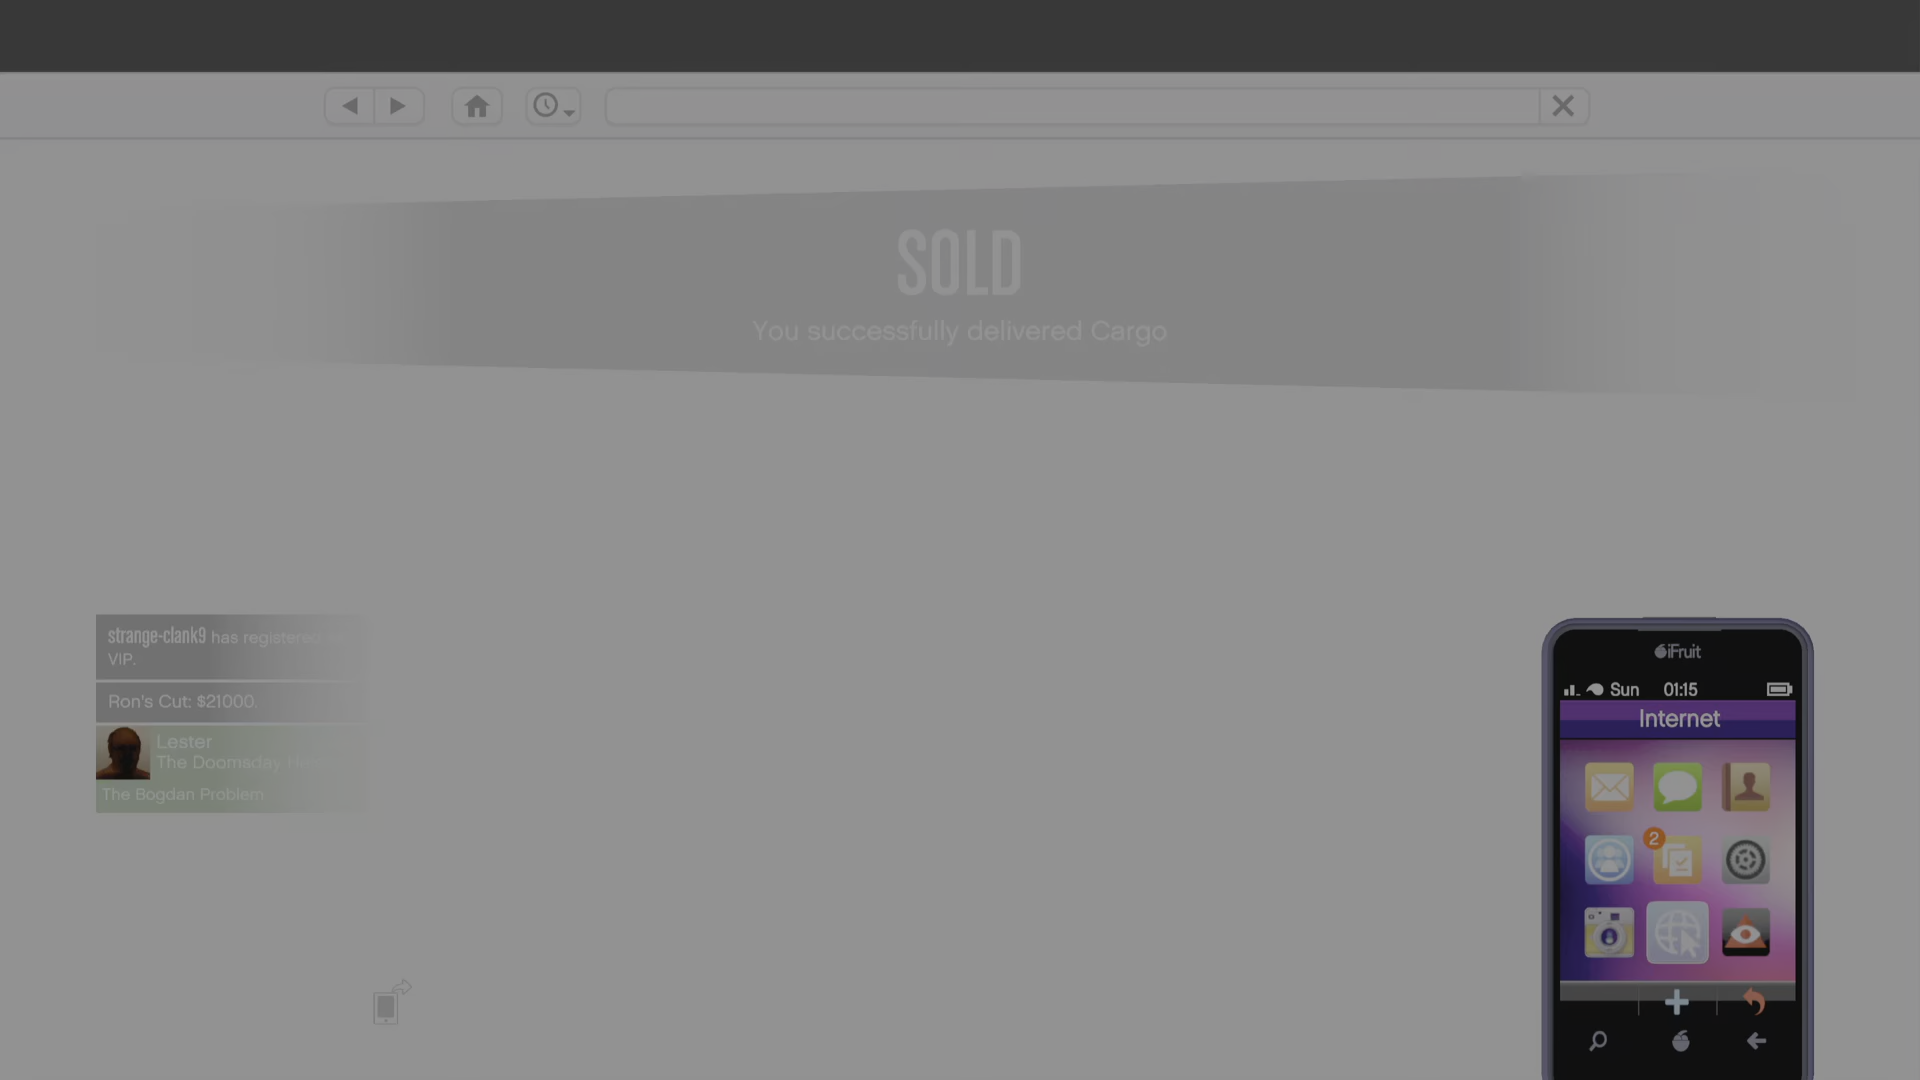 SOLD
You successfully delivered Cargo
strange-clank9 has registered
VIP.
Ron's Cut: $21000.
Lester
The Doomsday
The Bogdan Problem
iFruit
Sun 01:15
Internet
2